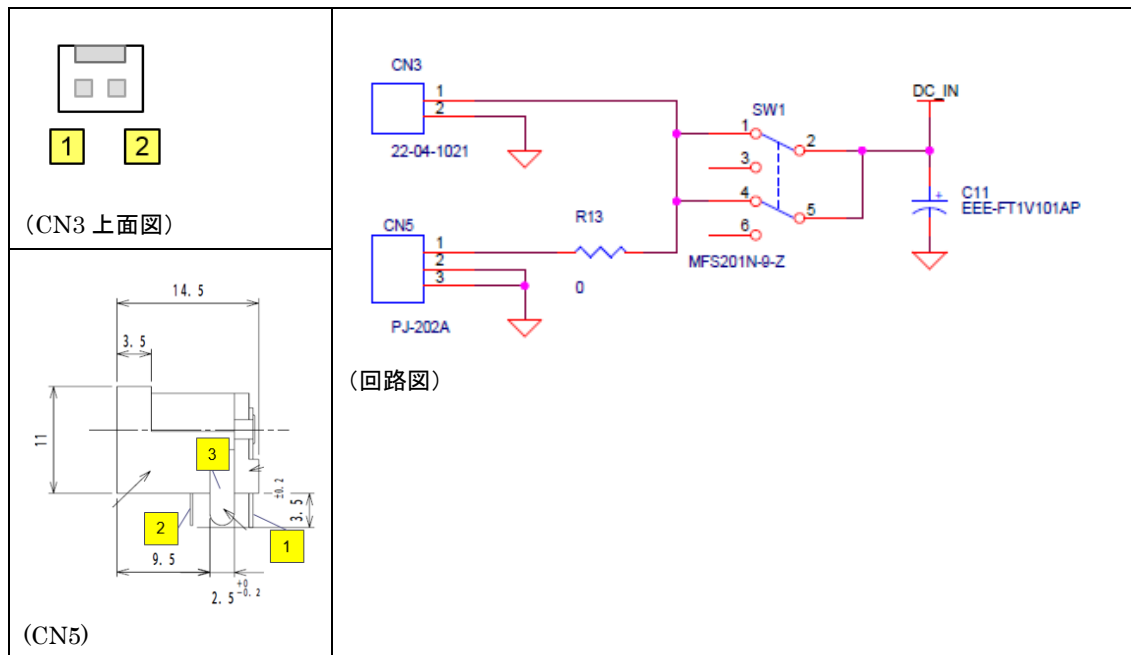 1
2
（CN3 上面図）
14.5
3.5
11
3
±0.2
3.5
2
1
9.5
2.5 +0 -0.2
(CN5)
CN3
1
2
22-04-1021
CN5
1
2
3
PJ-202A
R13
0
SW1
1
2
3
4
5
6
MFS201N-9-Z
DC_IN
+
C11
EEE-FT1V101AP
（回路図）